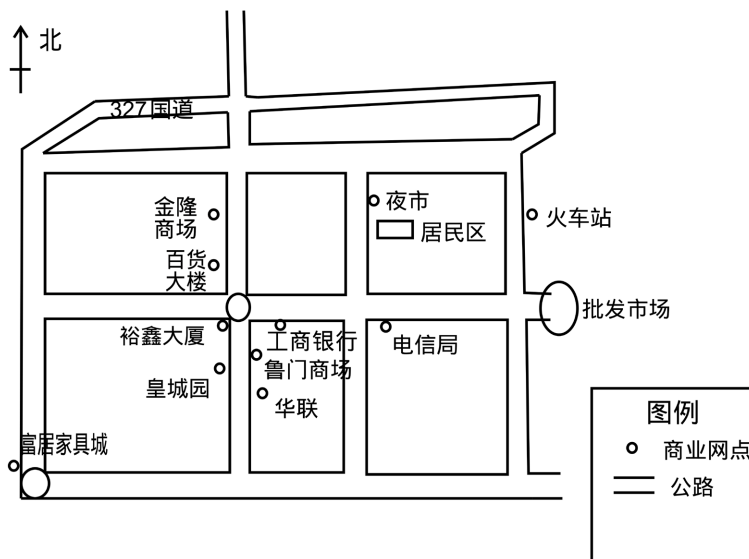 北
327国道
金隆
商场
夜市
火车站
居民区
百货
大楼
批发市场
裕鑫大厦
工商银行
电信局
鲁门商场
皇城园
华联
图例
富居家具城
商业网点
公路